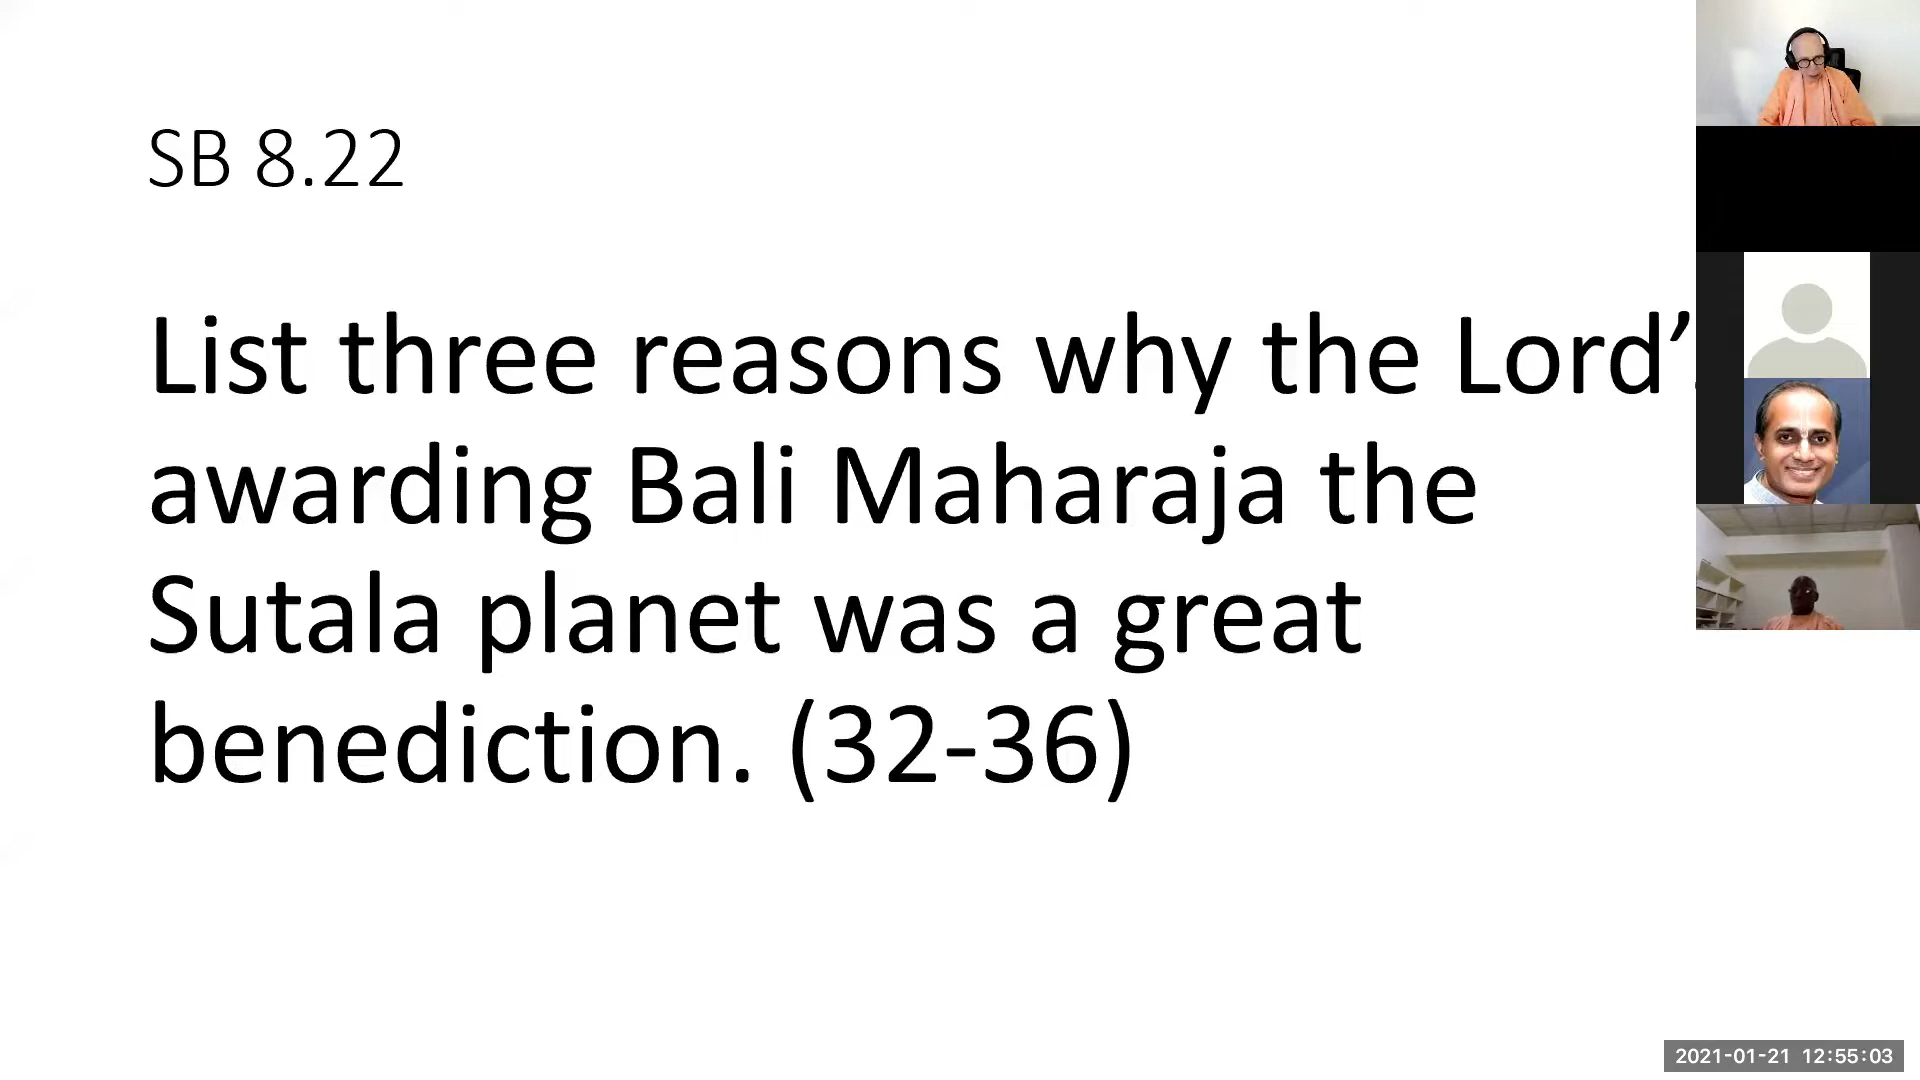 SB 8.22
List three reasons why the Lord’
awarding Bali Maharaja the
Sutala planet was a great
benediction. (32-36)
2021-01-21 12:55:03